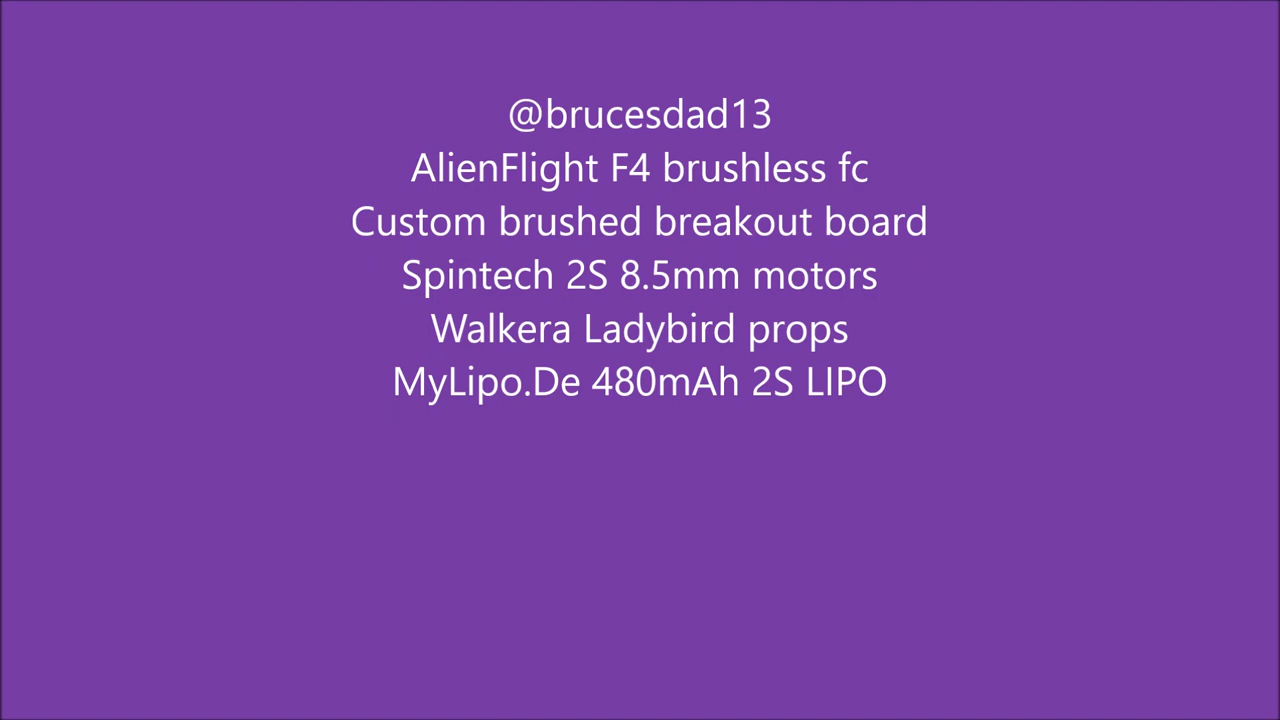 @brucesdad13
AlienFlight F4 brushless fc
Custom brushed breakout board
Spintech 2S 8.5mm motors
Walkera Ladybird props
MyLipo.De 480mAh 2S LIPO